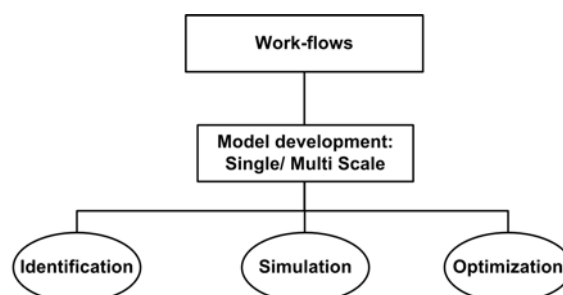 Work-flows
Model development:
Single/ Multi Scale
Identification
Simulation
Optimization